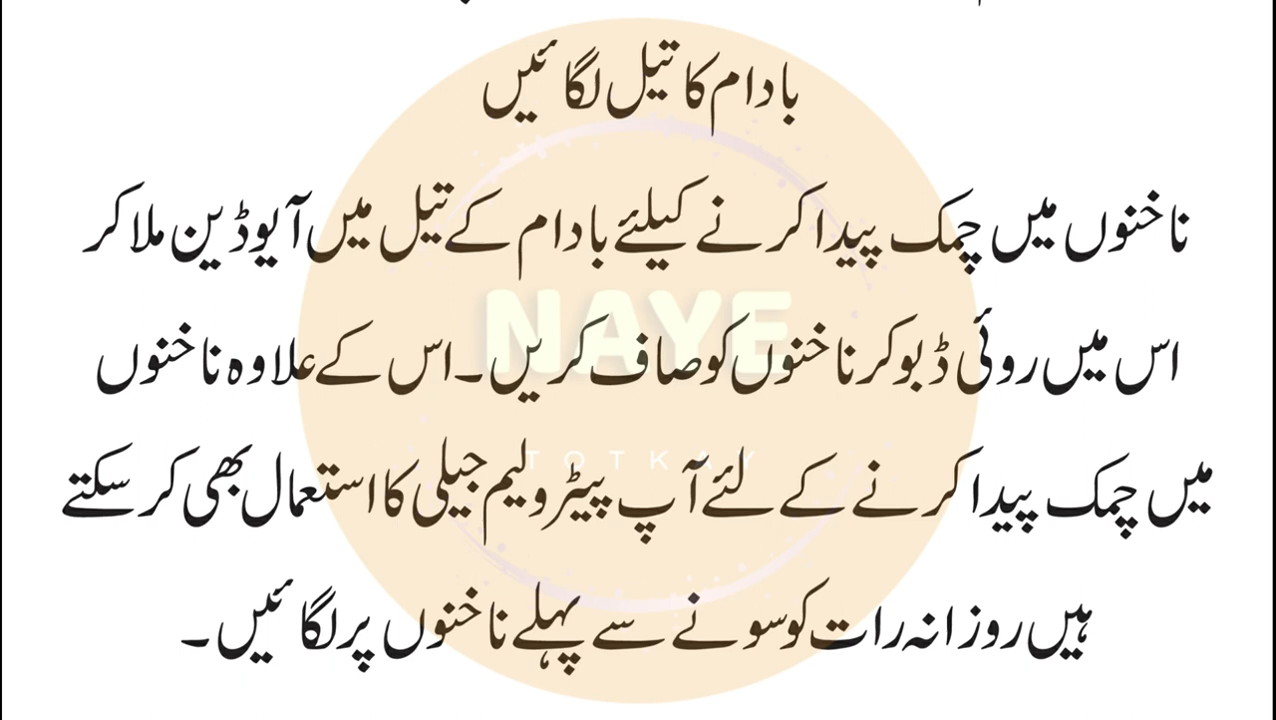 بادام کا تیل لگائیں
ناخنوں میں چمک پیدا کرنے کیلئے بادام کے تیل میں آیوڈین ملا کر
اس میں روئی ڈبو کر ناخنوں کو صاف کریں۔ اس کے علاوہ ناخنوں
NAYE
میں چمک پیدا کرنے کے لئے آپ پیٹرولیم جیلی کا استعمال بھی کر سکتے
TOTKAY
ہیں روزانہ رات کو سونے سے پہلے ناخنوں پر لگائیں۔